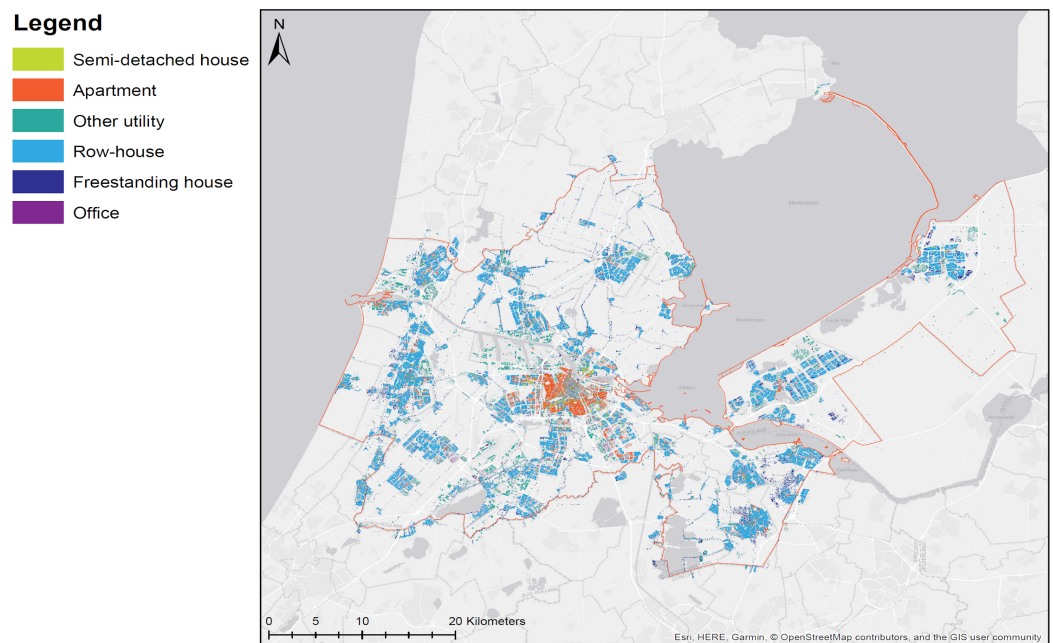 Legend
Semi-detached house
Apartment
Other utility
Row-house
Freestanding house
Office
N
0 5 10 20 Kilometers
Esri, HERE, Garmin, © OpenStreetMap contributors, and the GIS user community